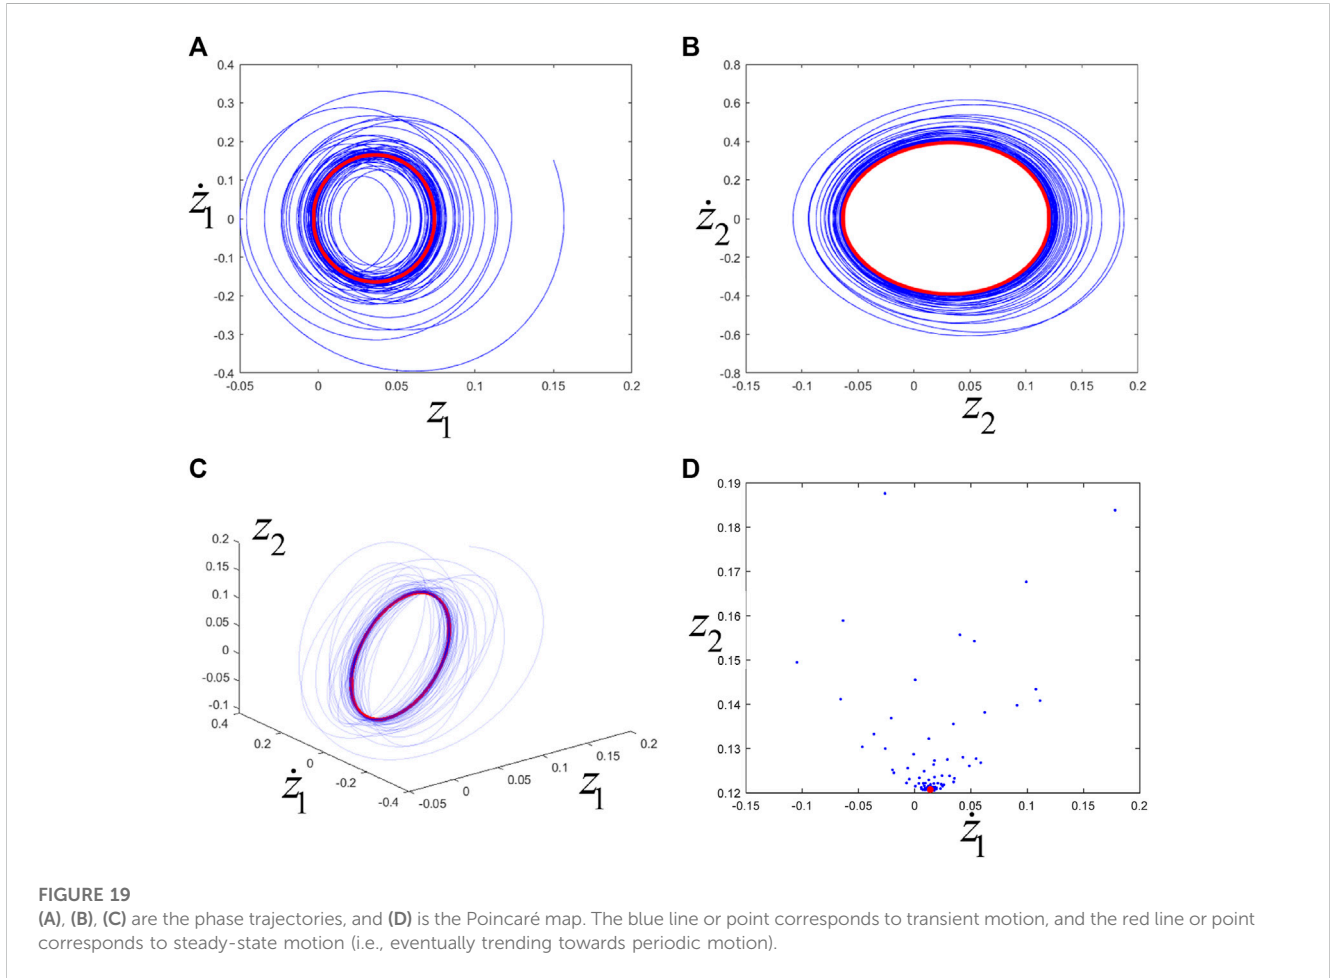 A
0.4
0.3
0.2
0.1
0
-0.1
-0.2
-0.3
-0.4
-0.05 0 0.05 0.1 0.15 0.2
ż₁
z₁
B
0.8
0.6
0.4
0.2
0
-0.2
-0.4
-0.6
-0.8
-0.15 -0.1 -0.05 0 0.05 0.1 0.15 0.2
ż₂
z₂
C
z₂
0.2
0.15
0.1
0.05
0
-0.05
-0.1
0.4
0.2
0
-0.2
-0.4
ż₁
-0.05
0
0.05
0.1
0.15
0.2
z₁
D
0.19
0.18
0.17
0.16
0.15
0.14
0.13
0.12
-0.15 -0.1 -0.05 0 0.05 0.1 0.15 0.2
z₂
ż₁
FIGURE 19
(A), (B), (C) are the phase trajectories, and (D) is the Poincaré map. The blue line or point corresponds to transient motion, and the red line or point
corresponds to steady-state motion (i.e., eventually trending towards periodic motion).